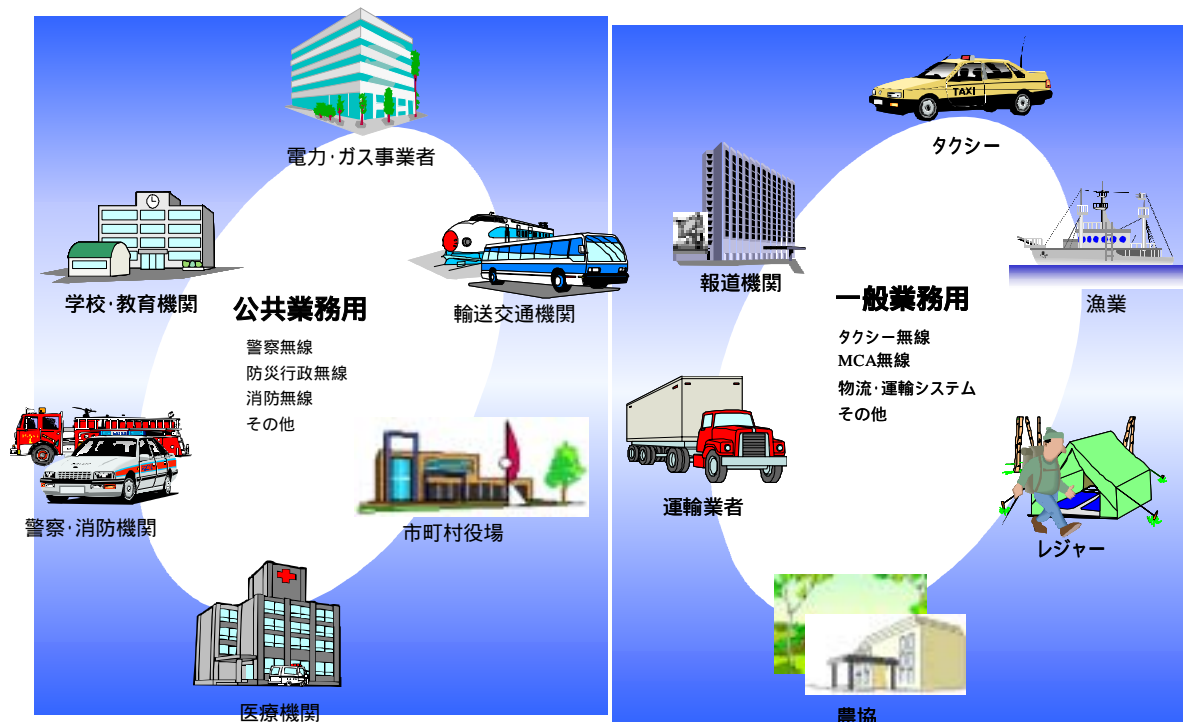 電力・ガス事業者
学校・教育機関
公共業務用
警察無線
防災行政無線
消防無線
その他
輸送交通機関
警察・消防機関
市町村役場
医療機関
TAXI
タクシー
報道機関
一般業務用
タクシー無線
MCA無線
物流・運輸システム
その他
漁業
運輸業者
レジャー
農協